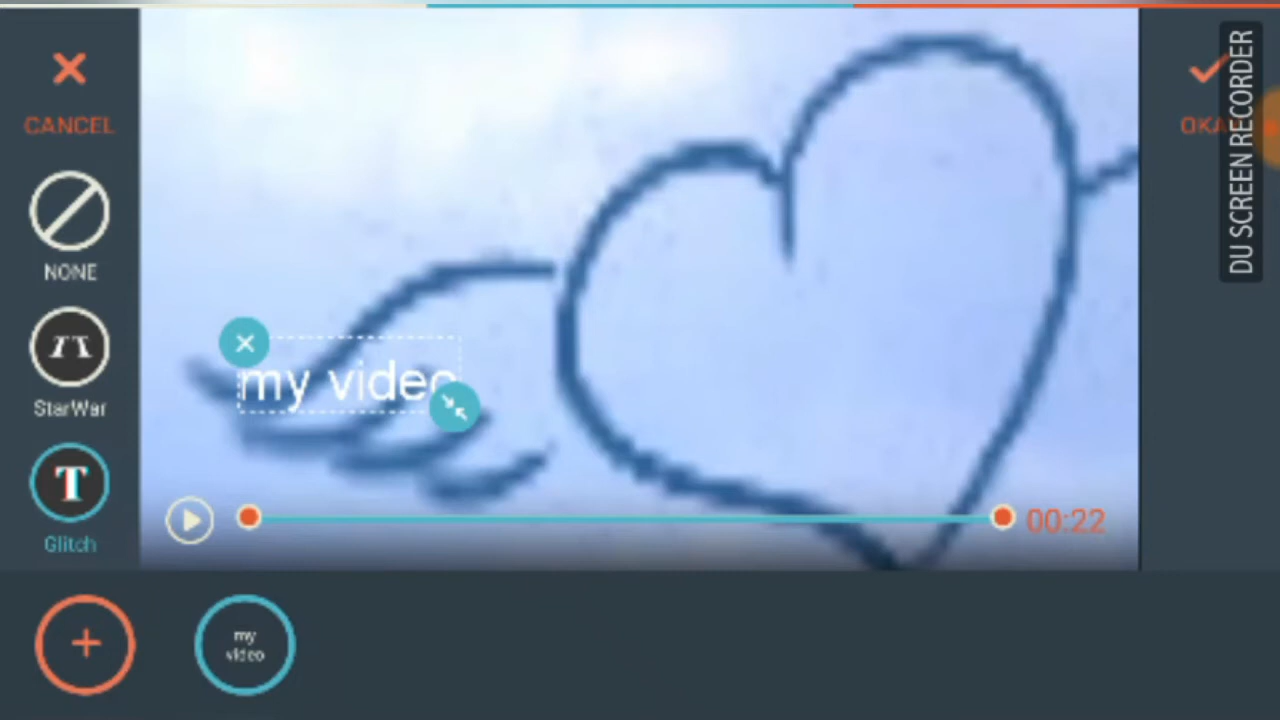 CANCEL
NONE
StarWar
Glitch
my video
00:22
DU SCREEN RECORDER
my
video